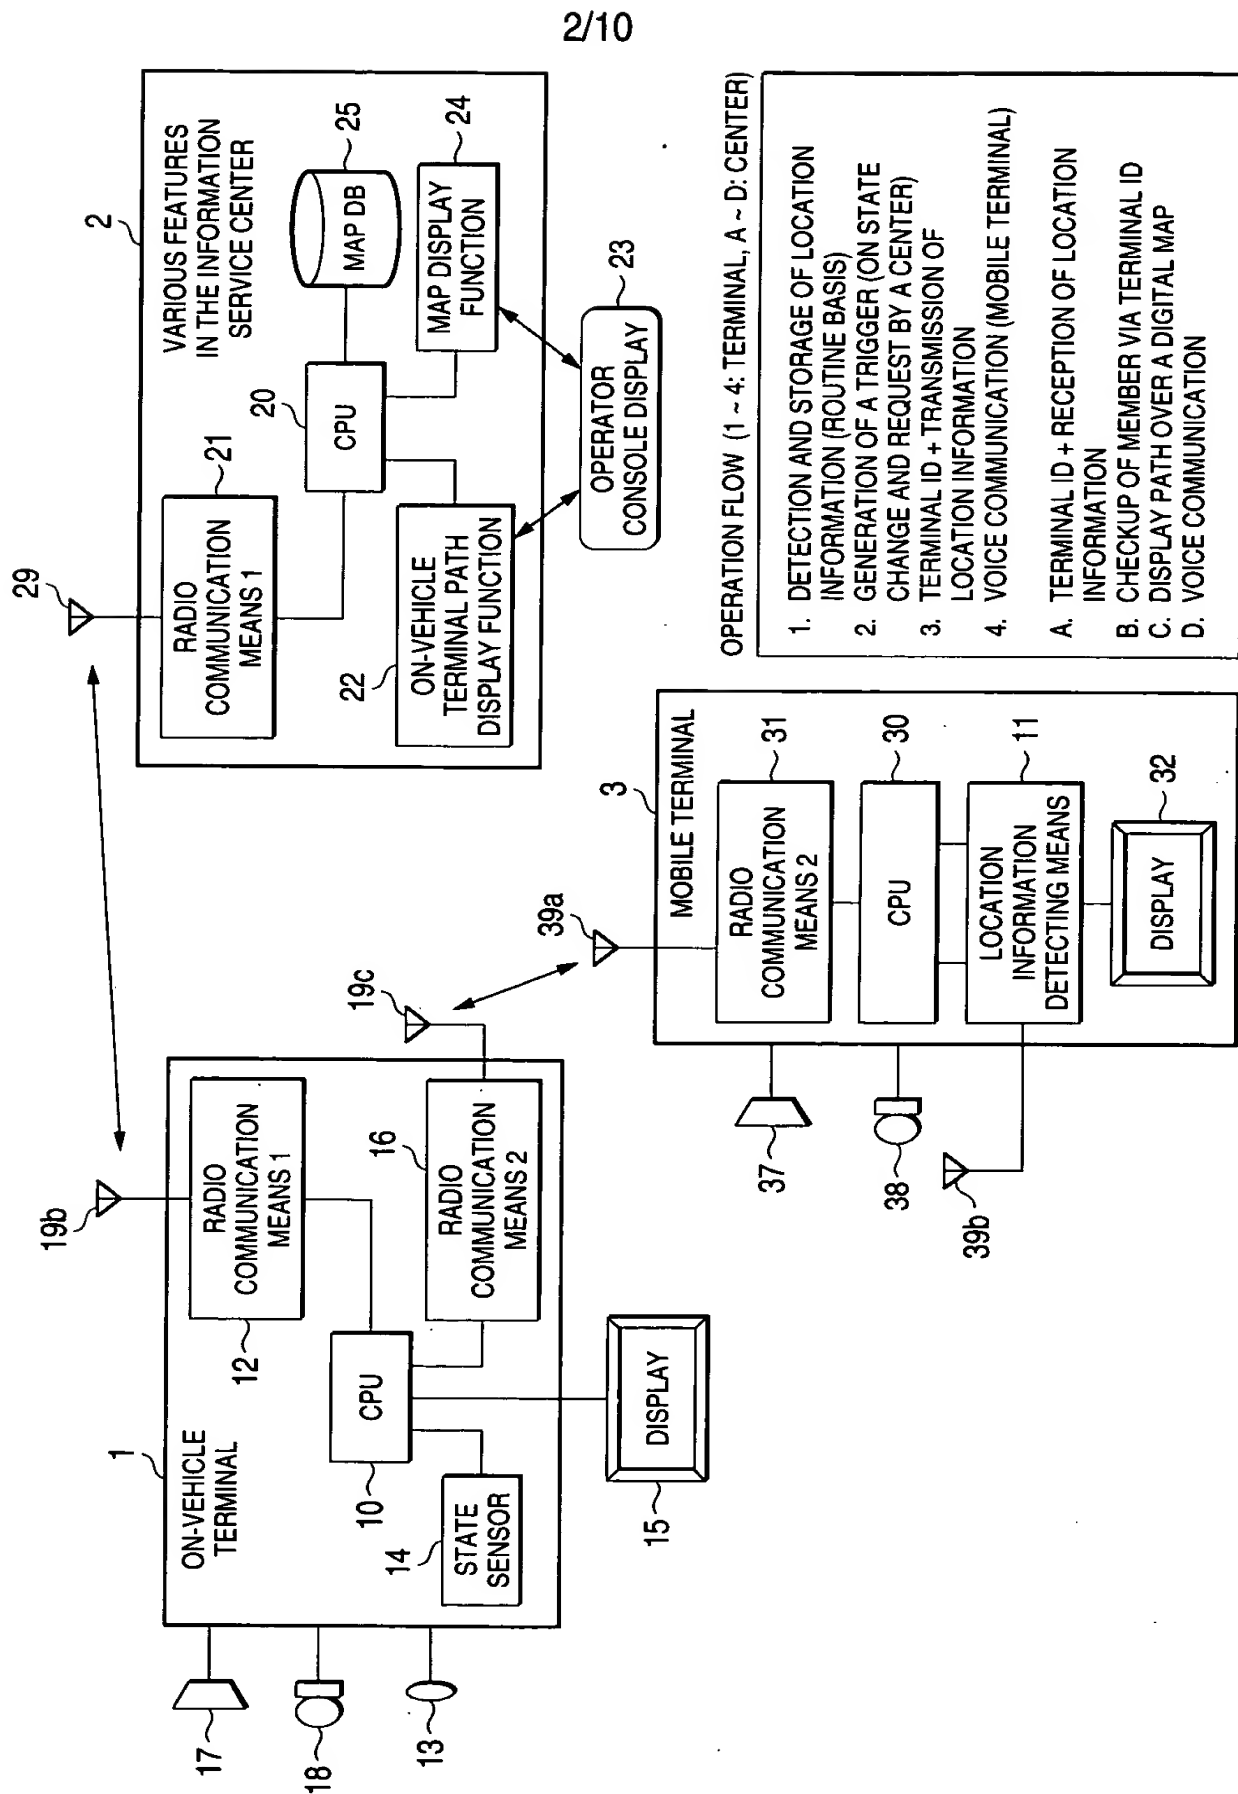 2/10
1
ON-VEHICLE
TERMINAL
19b
RADIO
COMMUNICATION
MEANS 1
12
CPU
10
14
STATE
SENSOR
16
RADIO
COMMUNICATION
MEANS 2
19c
DISPLAY
15
17
18
13
2
VARIOUS FEATURES
IN THE INFORMATION
SERVICE CENTER
29
RADIO
COMMUNICATION
MEANS 1
21
20
CPU
MAP DB
25
22
ON-VEHICLE
TERMINAL PATH
DISPLAY FUNCTION
MAP DISPLAY
FUNCTION
24
OPERATOR
CONSOLE DISPLAY
23
3
MOBILE TERMINAL
39a
RADIO
COMMUNICATION
MEANS 2
31
CPU
30
LOCATION
INFORMATION
DETECTING MEANS
11
DISPLAY
32
37
38
39b
OPERATION FLOW (1 ~ 4: TERMINAL, A ~ D: CENTER)
1. DETECTION AND STORAGE OF LOCATION
INFORMATION (ROUTINE BASIS)
2. GENERATION OF A TRIGGER (ON STATE
CHANGE AND REQUEST BY A CENTER)
3. TERMINAL ID + TRANSMISSION OF
LOCATION INFORMATION
4. VOICE COMMUNICATION (MOBILE TERMINAL)
A. TERMINAL ID + RECEPTION OF LOCATION
INFORMATION
B. CHECKUP OF MEMBER VIA TERMINAL ID
C. DISPLAY PATH OVER A DIGITAL MAP
D. VOICE COMMUNICATION